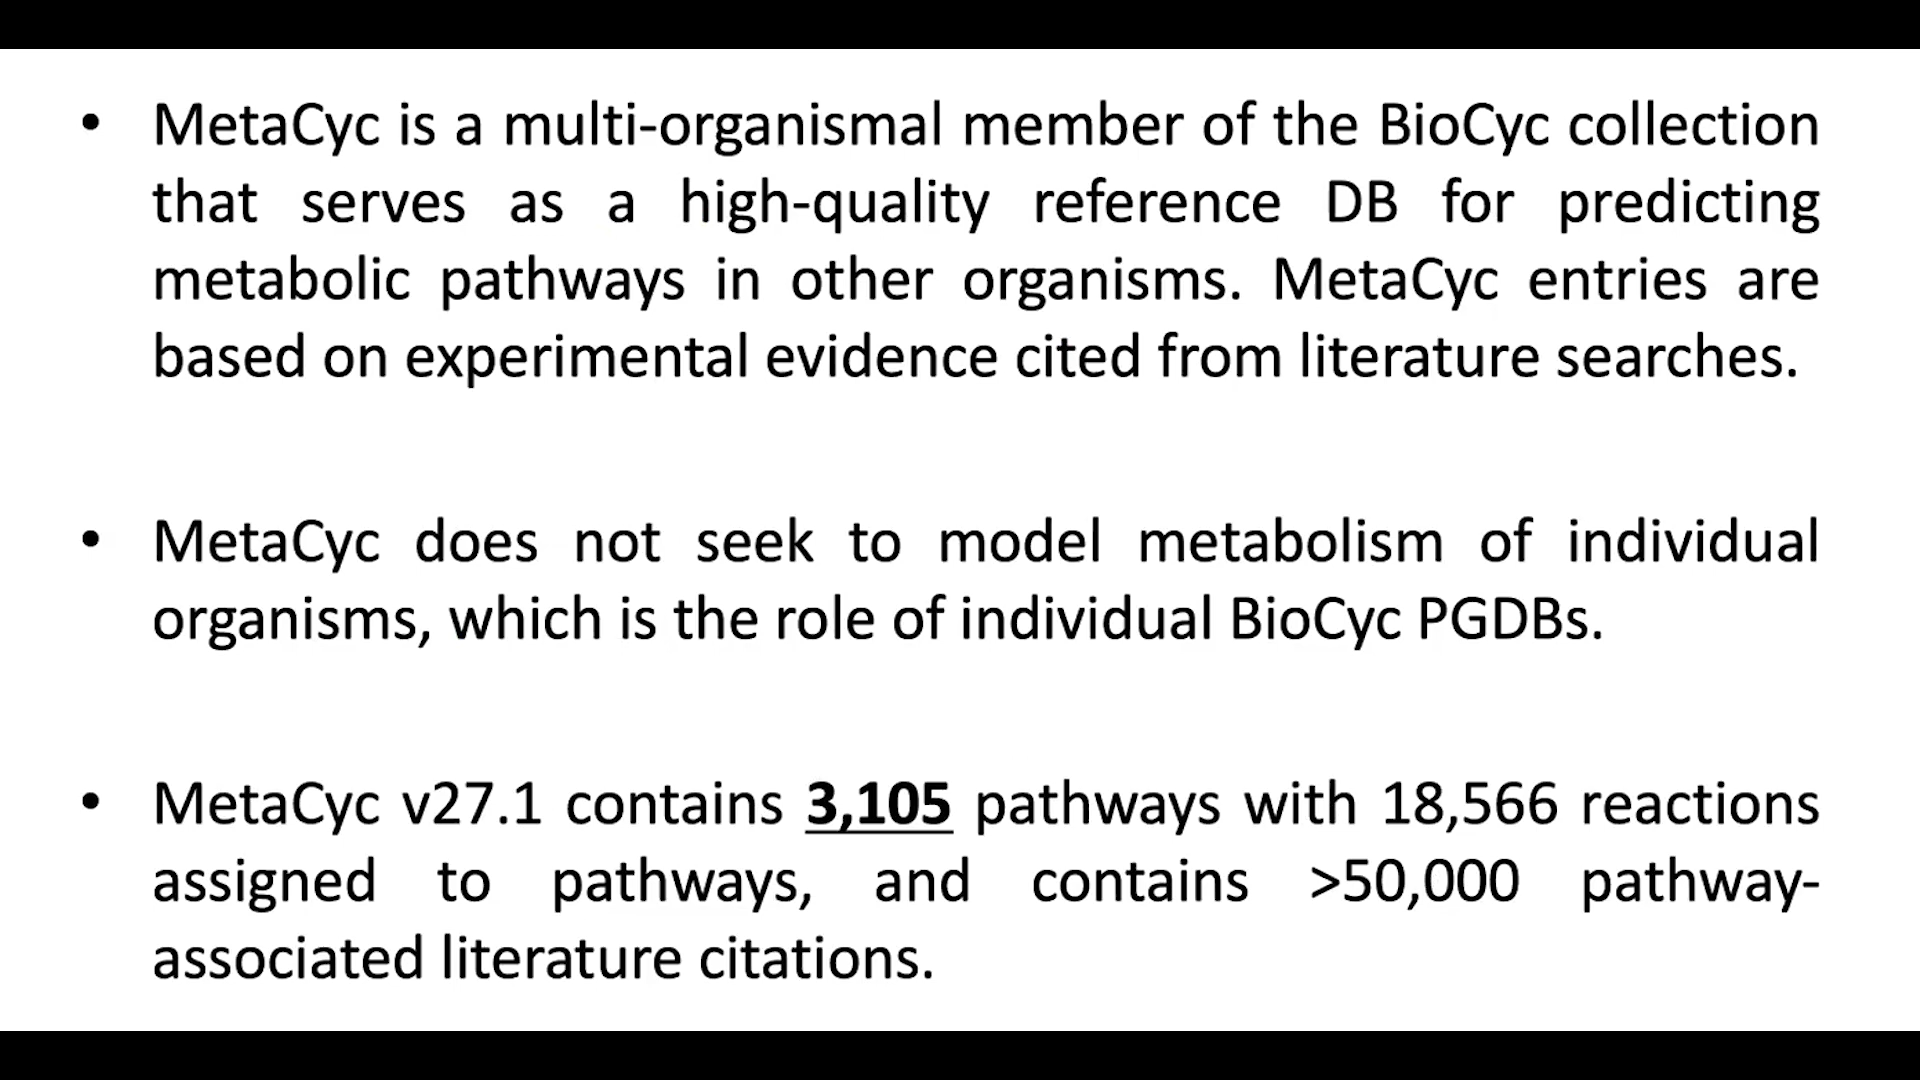 • MetaCyc is a multi-organismal member of the BioCyc collection
that serves as a high-quality reference DB for predicting
metabolic pathways in other organisms. MetaCyc entries are
based on experimental evidence cited from literature searches.
• MetaCyc does not seek to model metabolism of individual
organisms, which is the role of individual BioCyc PGDBs.
• MetaCyc v27.1 contains 3,105 pathways with 18,566 reactions
assigned to pathways, and contains >50,000 pathway-
associated literature citations.